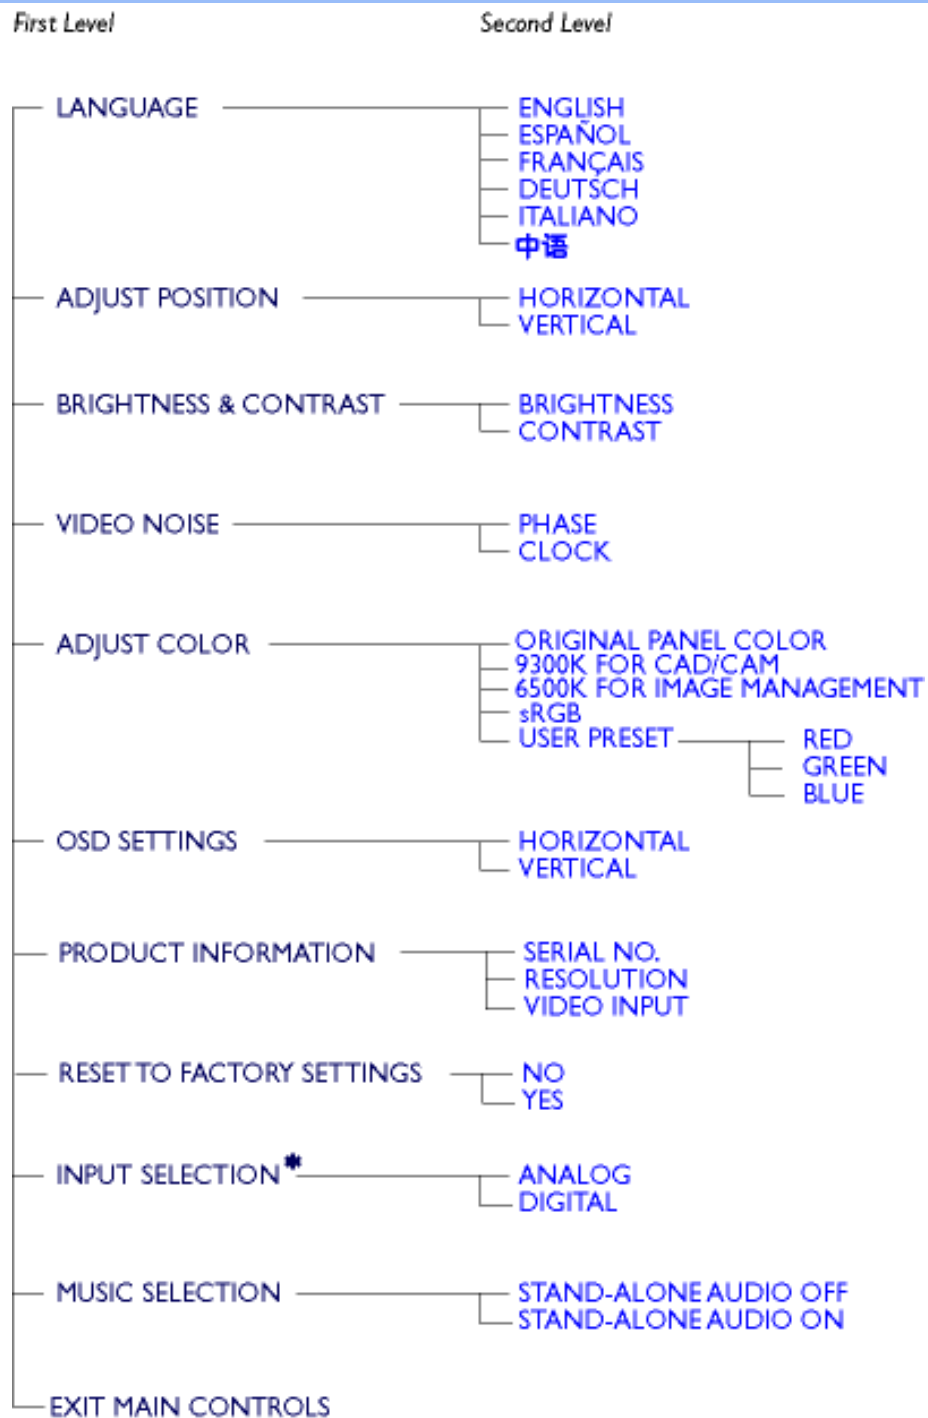 First Level Second Level
LANGUAGE ENGLISH
ESPAÑOL
FRANÇAIS
DEUTSCH
ITALIANO
中语
ADJUST POSITION HORIZONTAL
VERTICAL
BRIGHTNESS & CONTRAST BRIGHTNESS
CONTRAST
VIDEO NOISE PHASE
CLOCK
ADJUST COLOR ORIGINAL PANEL COLOR
9300K FOR CAD/CAM
6500K FOR IMAGE MANAGEMENT
sRGB
USER PRESET RED
GREEN
BLUE
OSD SETTINGS HORIZONTAL
VERTICAL
PRODUCT INFORMATION SERIAL NO.
RESOLUTION
VIDEO INPUT
RESET TO FACTORY SETTINGS NO
YES
INPUT SELECTION* ANALOG
DIGITAL
MUSIC SELECTION STAND-ALONE AUDIO OFF
STAND-ALONE AUDIO ON
EXIT MAIN CONTROLS